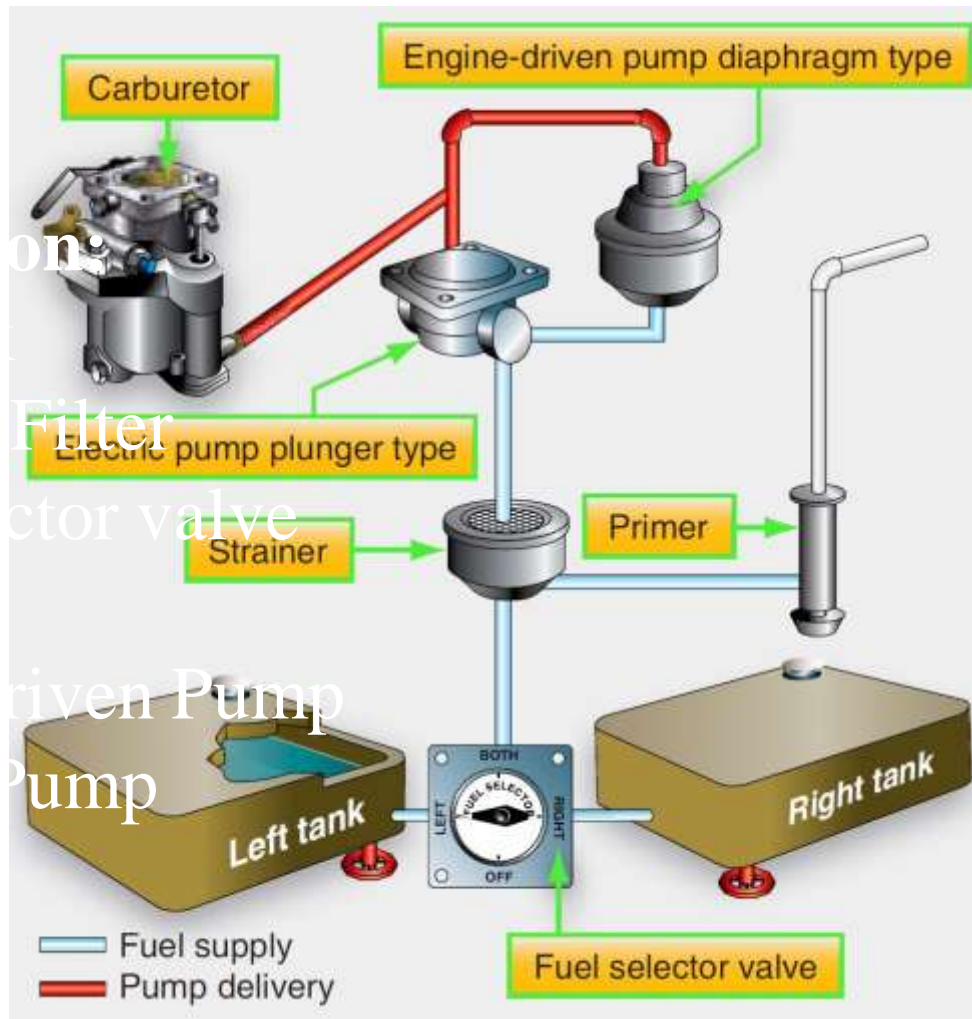 Engine-driven pump diaphragm type
Carburetor
on:
Filter
Electric pump plunger type
ctor valve
Primer
Strainer
riven Pump
Pump
BOTH
FUEL SELECTOR
LEFT
RIGHT
OFF
Left tank
Right tank
Fuel supply
Pump delivery
Fuel selector valve